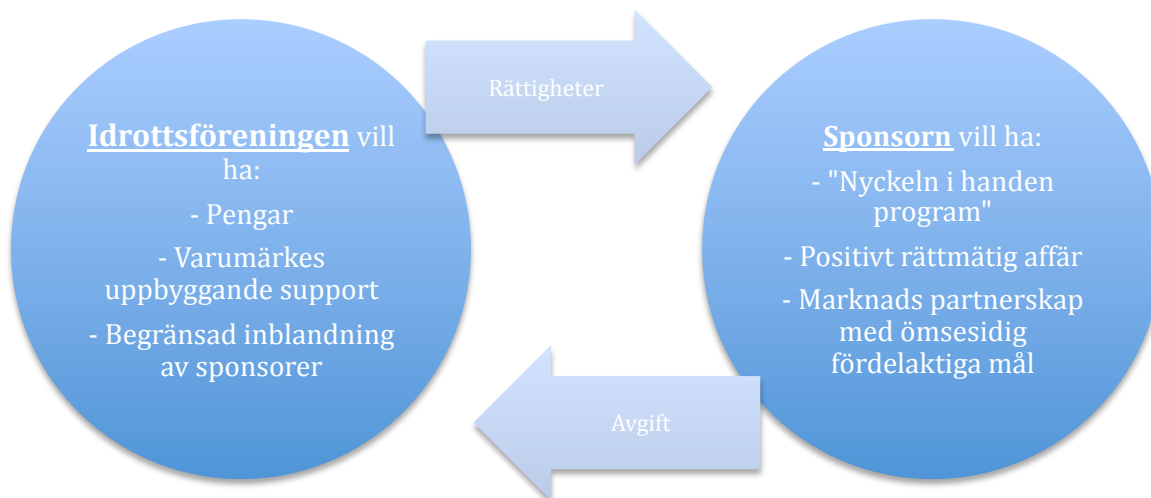 Idrottsföreningen vill
ha:
- Pengar
- Varumärkes
uppbyggande support
- Begränsad inblandning
av sponsorer
Rättigheter
Sponsorn vill ha:
- "Nyckeln i handen
program"
- Positivt rättmätig affär
- Marknads partnerskap
med ömsesidig
fördelaktiga mål
Avgift